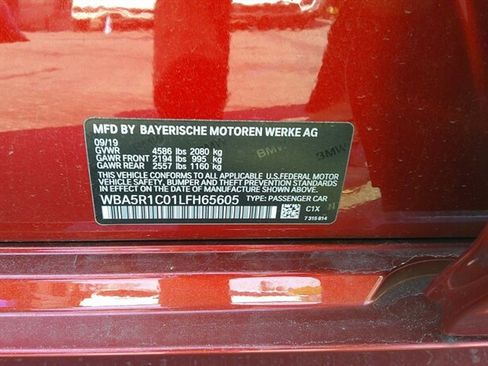 MFD BY BAYERISCHE MOTOREN WERKE AG
09/19
GVWR 4586 lbs 2080 kg
GAWR FRONT 2194 lbs 995 kg
GAWR REAR 2557 lbs 1160 kg
THIS VEHICLE CONFORMS TO ALL APPLICABLE U.S.FEDERAL MOTOR
VEHICLE SAFETY, BUMPER AND THEFT PREVENTION STANDARDS
IN EFFECT ON THE DATE OF MANUFACTURE SHOWN ABOVE.
WBA5R1C01LFH65605 TYPE: PASSENGER CAR
C1X
7 315 814
BMW
BMW